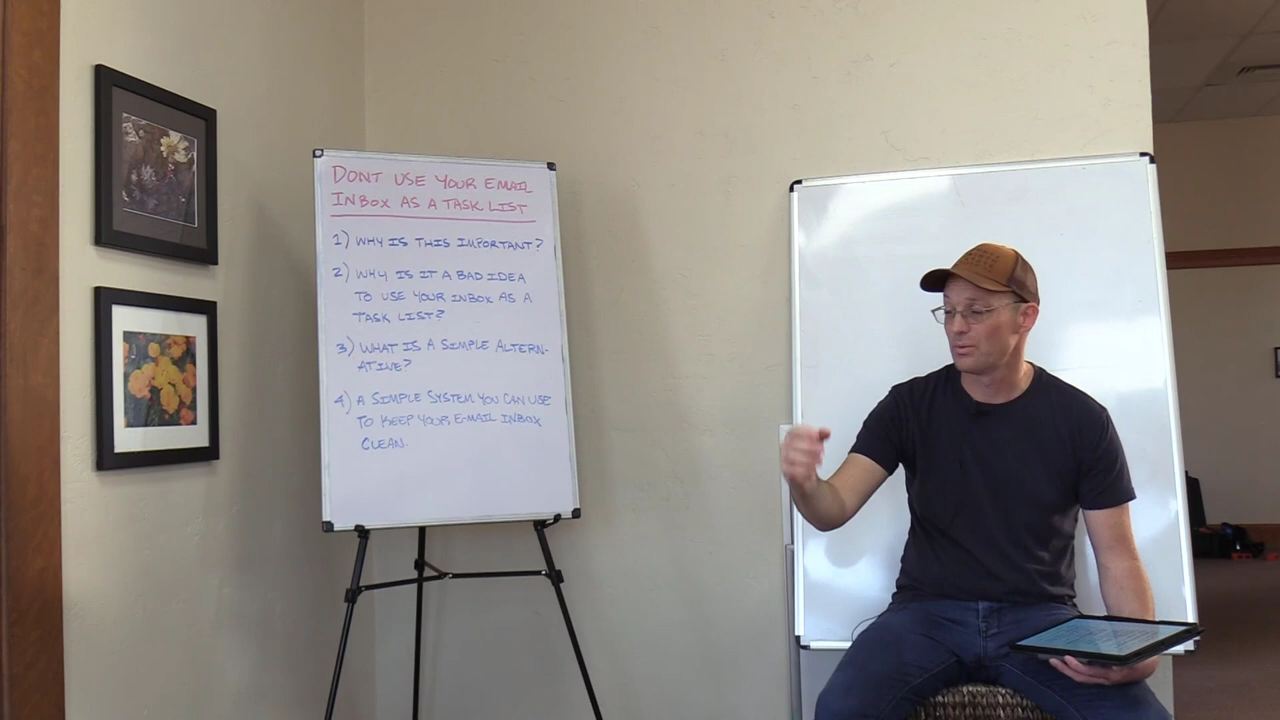 DONT USE YOUR EMAIL
INBOX AS A TASK LIST
1) WHY IS THIS IMPORTANT?
2) WHY IS IT A BAD IDEA
TO USE YOUR INBOX AS A
TASK LIST?
3) WHAT IS A SIMPLE ALTERN-
ATIVE?
4) A SIMPLE SYSTEM YOU CAN USE
TO KEEP YOUR E-MAIL INBOX
CLEAN.